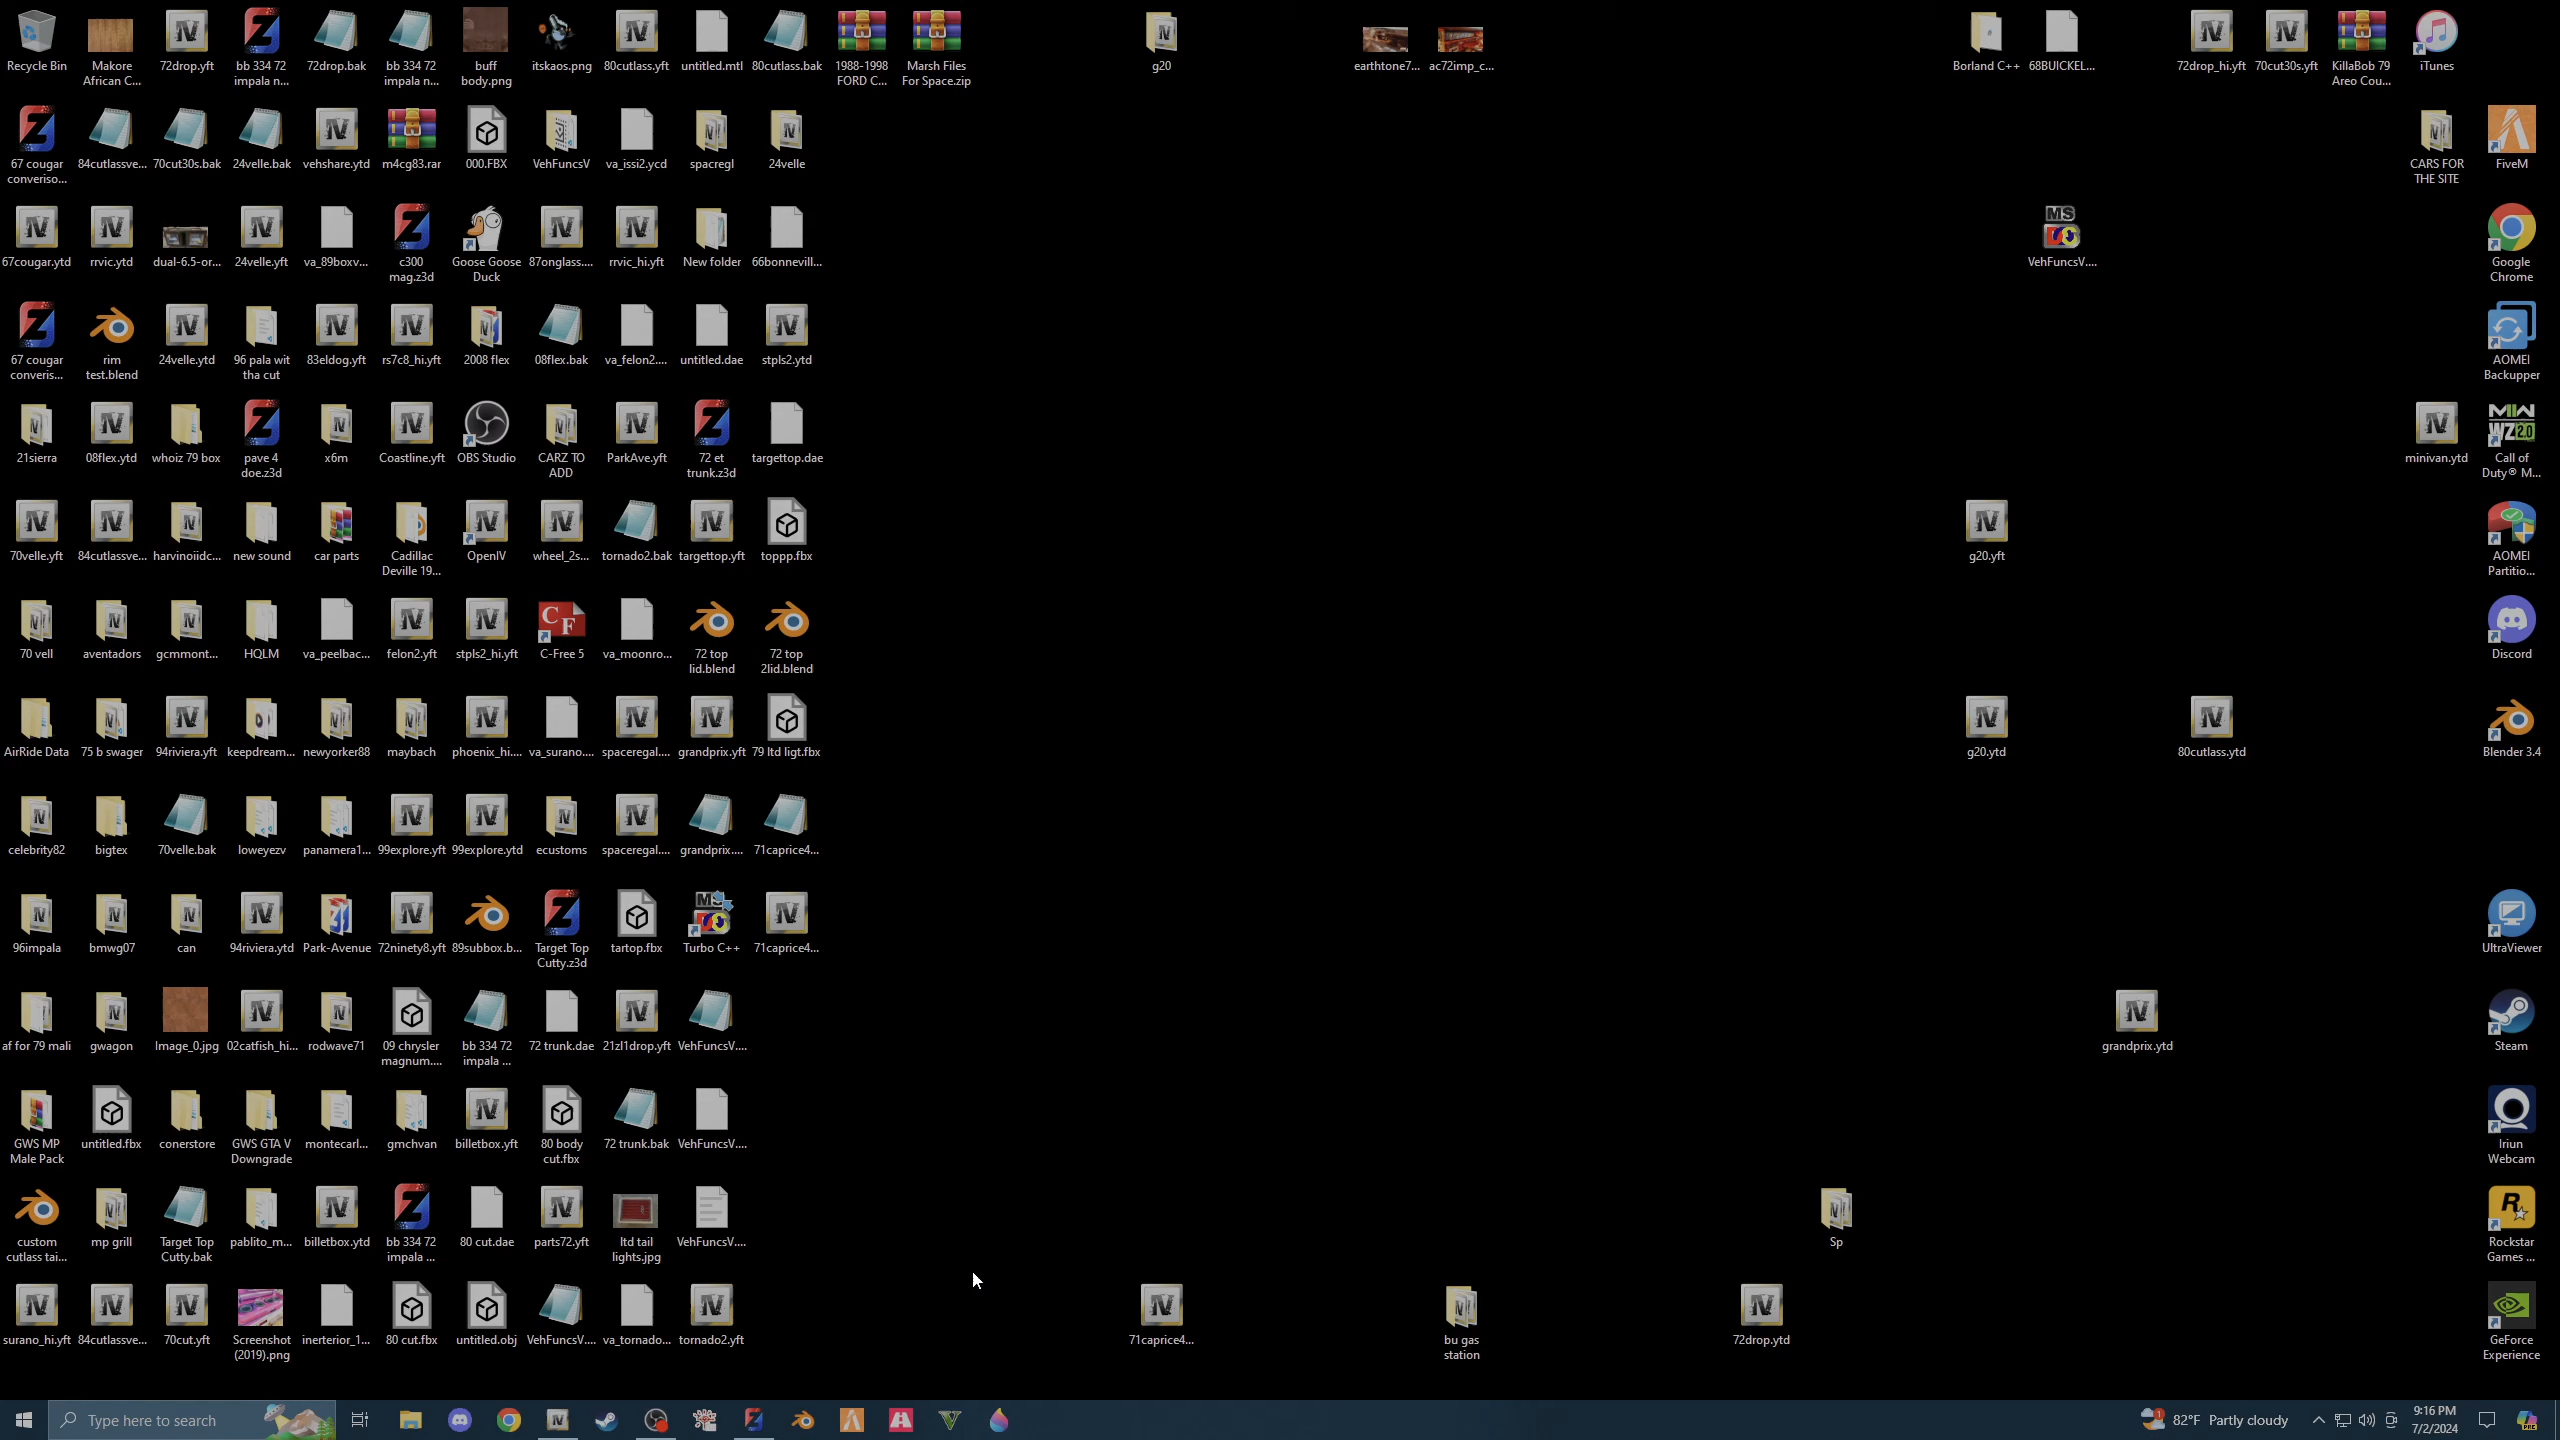 Recycle Bin
Makore
African C...
72drop.yft
bb 334 72
impala n...
72drop.bak
bb 334 72
impala n...
buff
body.png
itskaos.png
80cutlass.yft
untitled.mtl
80cutlass.bak
1988-1998
FORD C...
Marsh Files
For Space.zip
g20
earthtone7...
ac72imp_c...
Borland C++
68BUICKEL...
72drop_hi.yft
70cut30s.yft
KillaBob 79
Areo Cou...
iTunes
67 cougar
converiso...
84cutlassve...
70cut30s.bak
24velle.bak
vehshare.ytd
m4cg83.rar
000.FBX
VehFuncsV
va_issi2.ycd
spacregl
24velle
CARS FOR
THE SITE
FiveM
67cougar.ytd
rrvic.ytd
dual-6.5-or...
24velle.yft
va_89boxv...
c300
mag.z3d
Goose Goose
Duck
87onglass....
rrvic_hi.yft
New folder
66bonnevill...
VehFuncsV....
Google
Chrome
67 cougar
converis...
rim
test.blend
24velle.ytd
96 pala wit
tha cut
83eldog.yft
rs7c8_hi.yft
2008 flex
08flex.bak
va_felon2....
untitled.dae
stpls2.ytd
AOMEI
Backupper
21sierra
08flex.ytd
whoiz 79 box
pave 4
doe.z3d
x6m
Coastline.yft
OBS Studio
CARZ TO
ADD
ParkAve.yft
72 et
trunk.z3d
targettop.dae
minivan.ytd
Call of
Duty® M...
70velle.yft
84cutlassve...
harvinoiidc...
new sound
car parts
Cadillac
Deville 19...
OpenIV
wheel_2s...
tornado2.bak
targettop.yft
toppp.fbx
g20.yft
AOMEI
Partitio...
70 vell
aventadors
gcmmont...
HQLM
va_peelbac...
felon2.yft
stpls2_hi.yft
C-Free 5
va_moonro...
72 top
lid.blend
72 top
2lid.blend
Discord
AirRide Data
75 b swager
94riviera.yft
keepdream...
newyorker88
maybach
phoenix_hi....
va_surano....
spaceregal....
grandprix.yft
79 ltd ligt.fbx
g20.ytd
80cutlass.ytd
Blender 3.4
celebrity82
bigtex
70velle.bak
loweyezv
panamera1...
99explore.yft
99explore.ytd
ecustoms
spaceregal....
grandprix....
71caprice4...
96impala
bmwg07
can
94riviera.ytd
Park-Avenue
72ninety8.yft
89subbox.b...
Target Top
Cutty.z3d
tartop.fbx
Turbo C++
71caprice4...
UltraViewer
af for 79 mali
gwagon
Image_0.jpg
02catfish_hi...
rodwave71
09 chrysler
magnum....
bb 334 72
impala ...
72 trunk.dae
21zl1drop.yft
VehFuncsV....
grandprix.ytd
Steam
GWS MP
Male Pack
untitled.fbx
conerstore
GWS GTA V
Downgrade
montecarl...
gmchvan
billetbox.yft
80 body
cut.fbx
72 trunk.bak
VehFuncsV....
Iriun
Webcam
custom
cutlass tai...
mp grill
Target Top
Cutty.bak
pablito_m...
billetbox.ytd
bb 334 72
impala ...
80 cut.dae
parts72.yft
ltd tail
lights.jpg
VehFuncsV....
Sp
Rockstar
Games ...
surano_hi.yft
84cutlassve...
70cut.yft
Screenshot
(2019).png
inerterior_1...
80 cut.fbx
untitled.obj
VehFuncsV....
va_tornado...
tornado2.yft
71caprice4...
bu gas
station
72drop.ytd
GeForce
Experience
Type here to search
82°F Partly cloudy
9:16 PM
7/2/2024